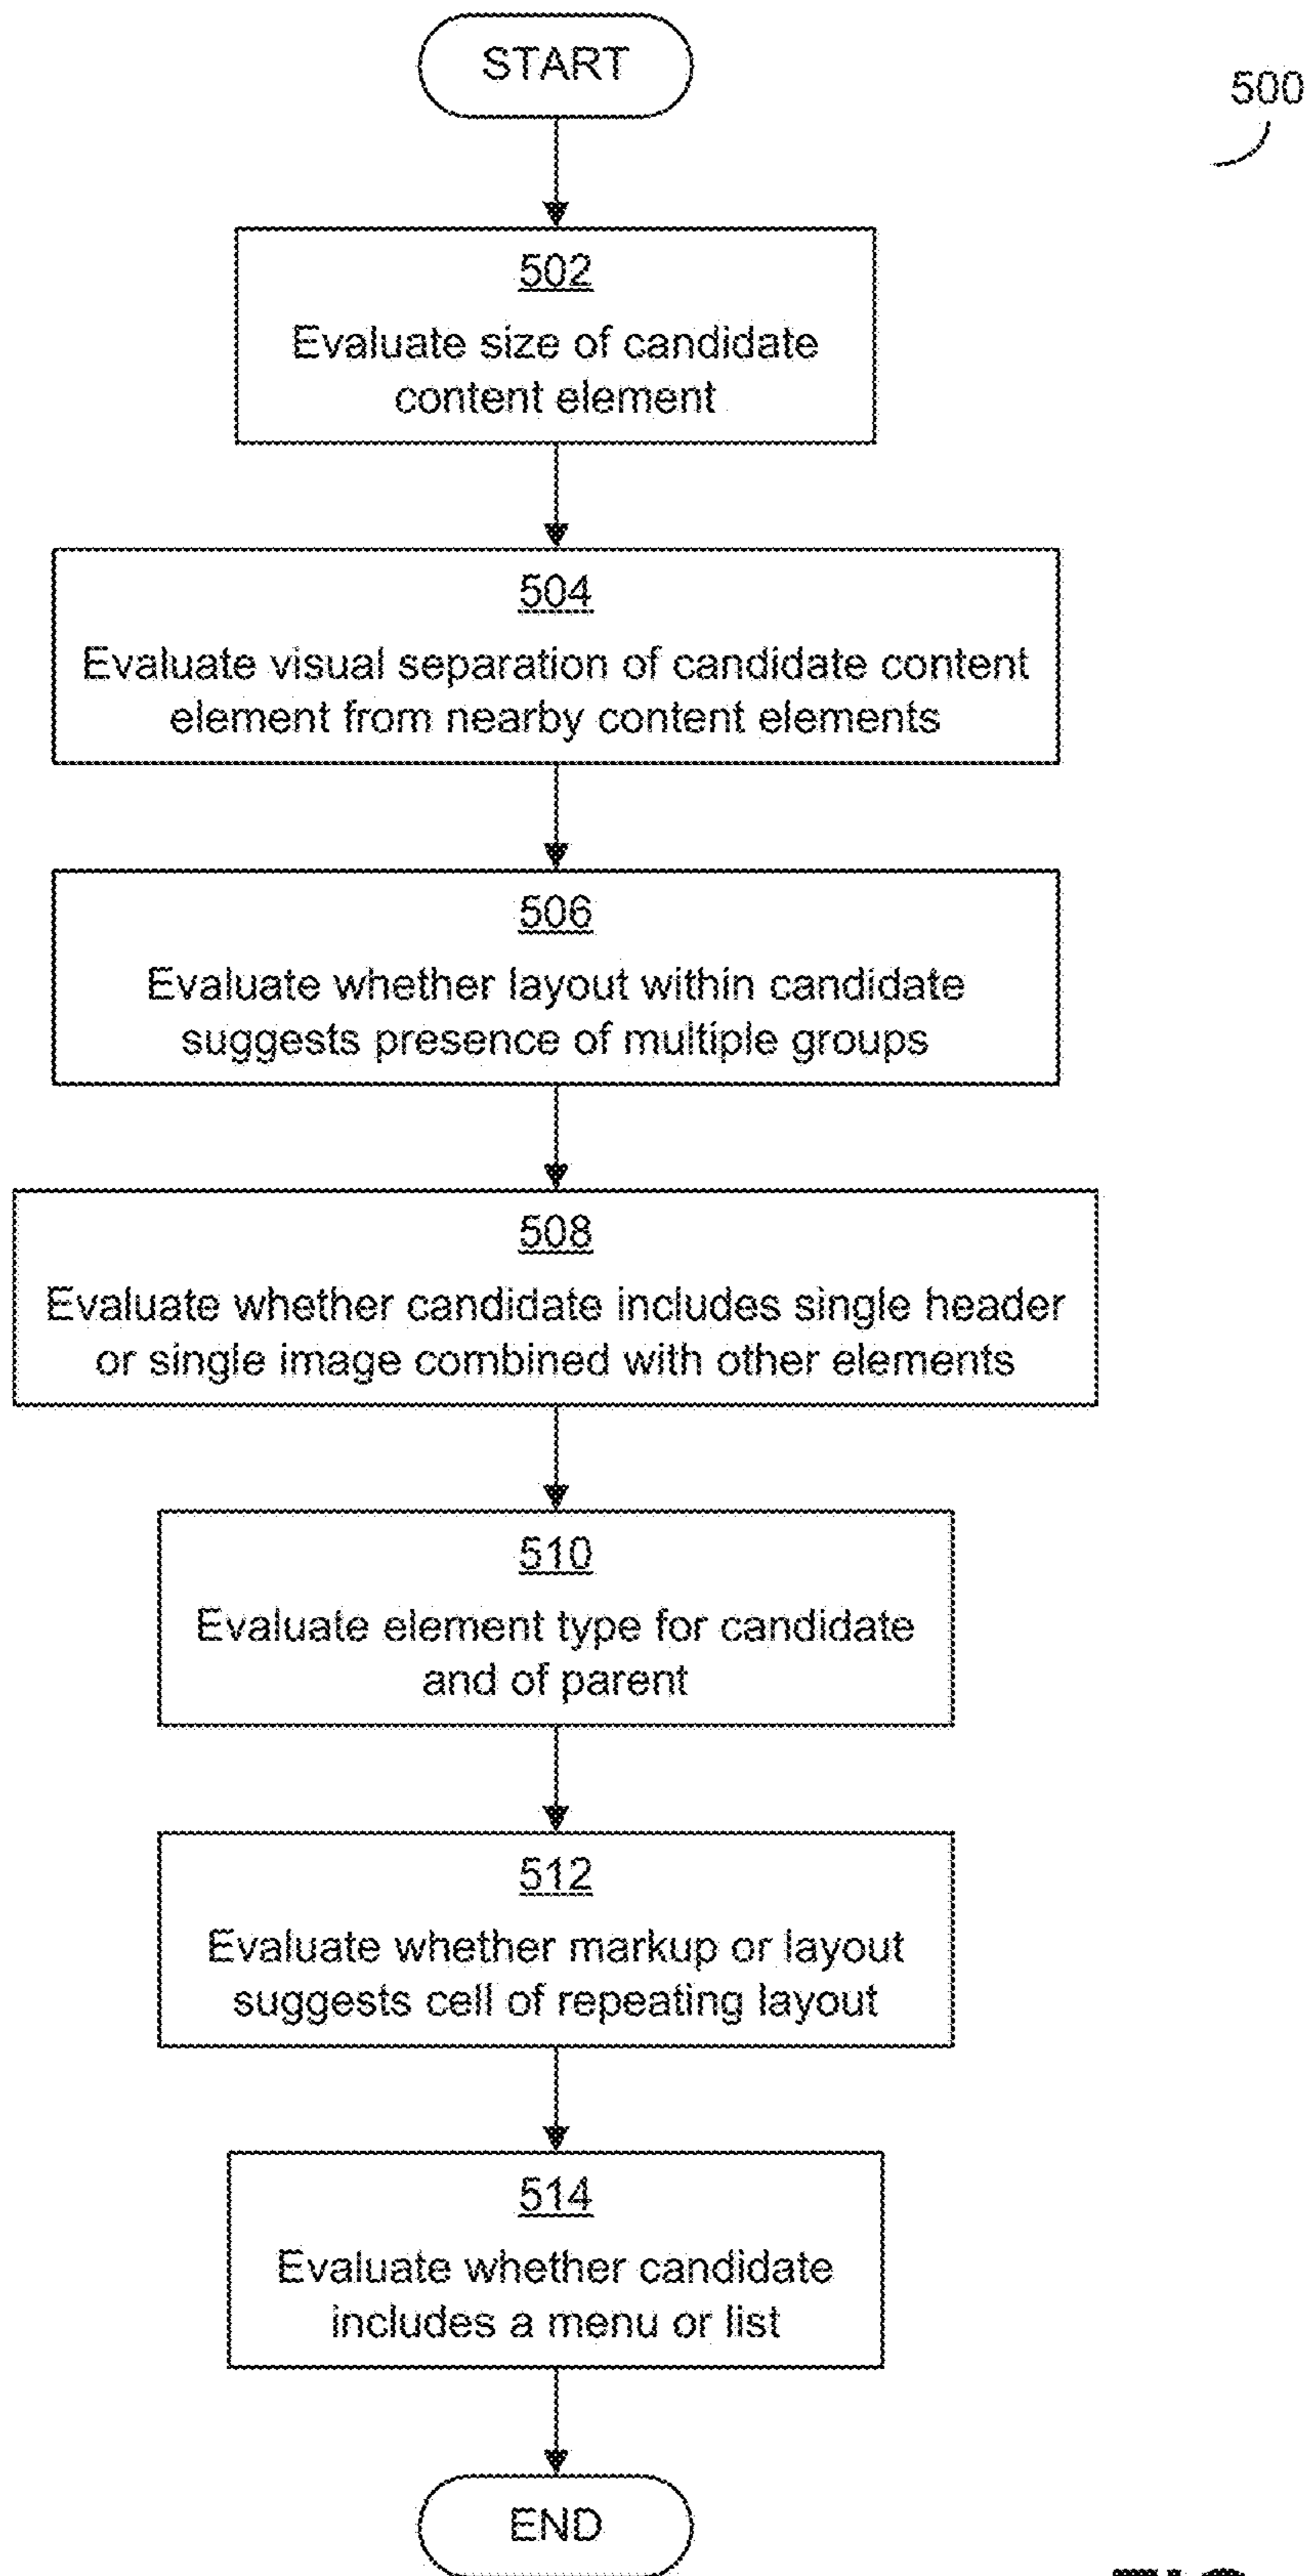 START
500
502
Evaluate size of candidate
content element
504
Evaluate visual separation of candidate content
element from nearby content elements
506
Evaluate whether layout within candidate
suggests presence of multiple groups
508
Evaluate whether candidate includes single header
or single image combined with other elements
510
Evaluate element type for candidate
and of parent
512
Evaluate whether markup or layout
suggests cell of repeating layout
514
Evaluate whether candidate
includes a menu or list
END